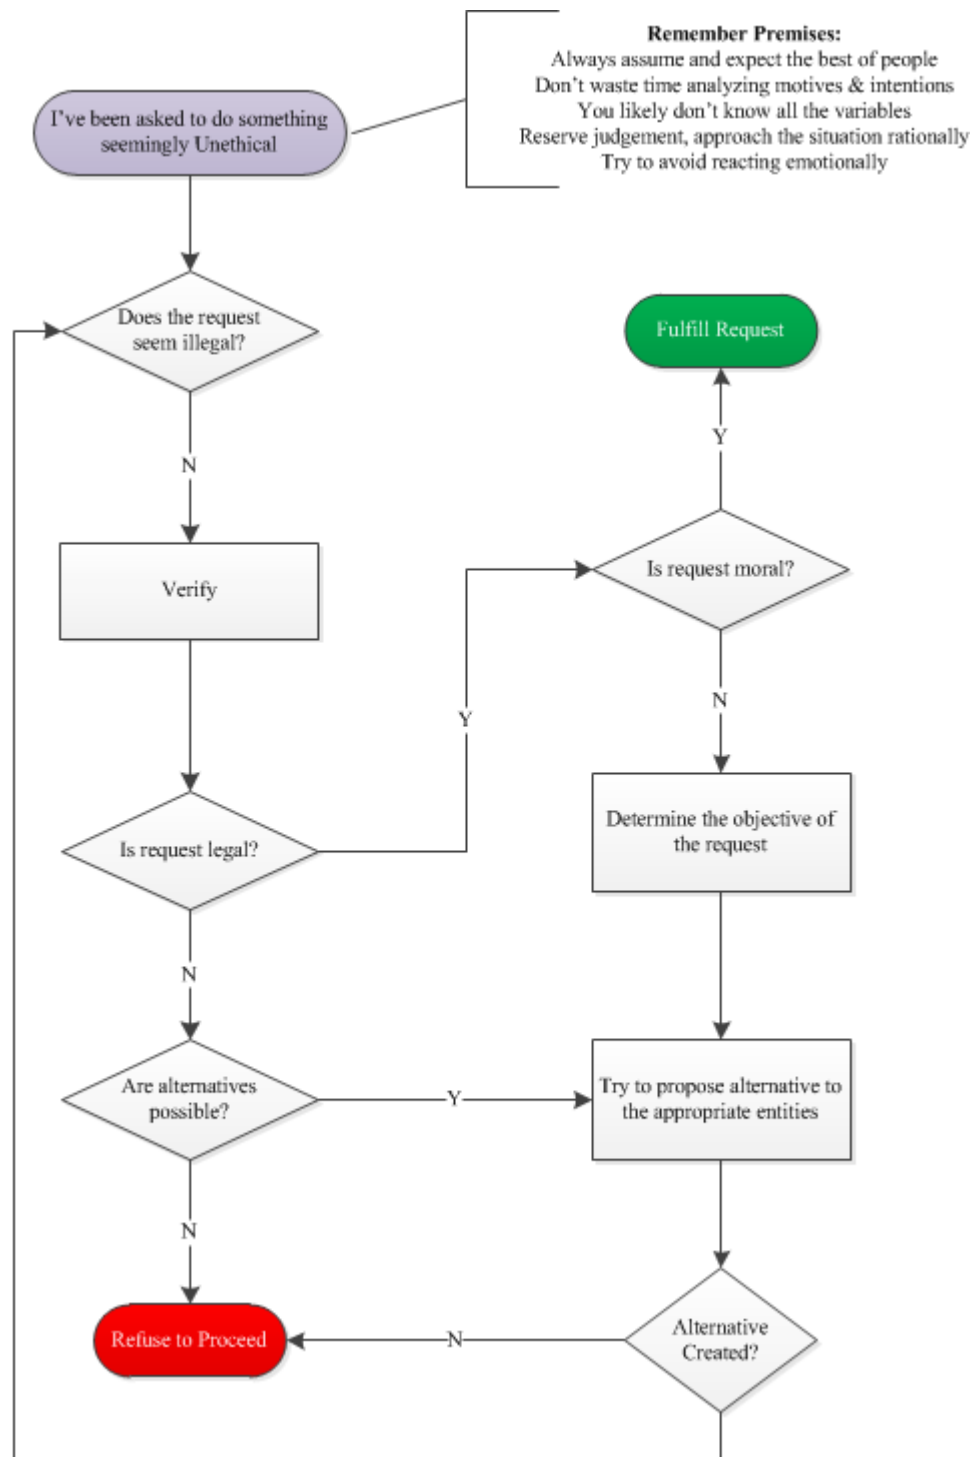 Remember Premises:
Always assume and expect the best of people
Don't waste time analyzing motives & intentions
You likely don't know all the variables
Reserve judgement, approach the situation rationally
Try to avoid reacting emotionally
I've been asked to do something
seemingly Unethical
Does the request
seem illegal?
N
Verify
Is request legal?
Y
N
Are alternatives
possible?
Y
N
Refuse to Proceed
Fulfill Request
Y
Is request moral?
N
Determine the objective of
the request
Try to propose alternative to
the appropriate entities
Alternative
Created?
N